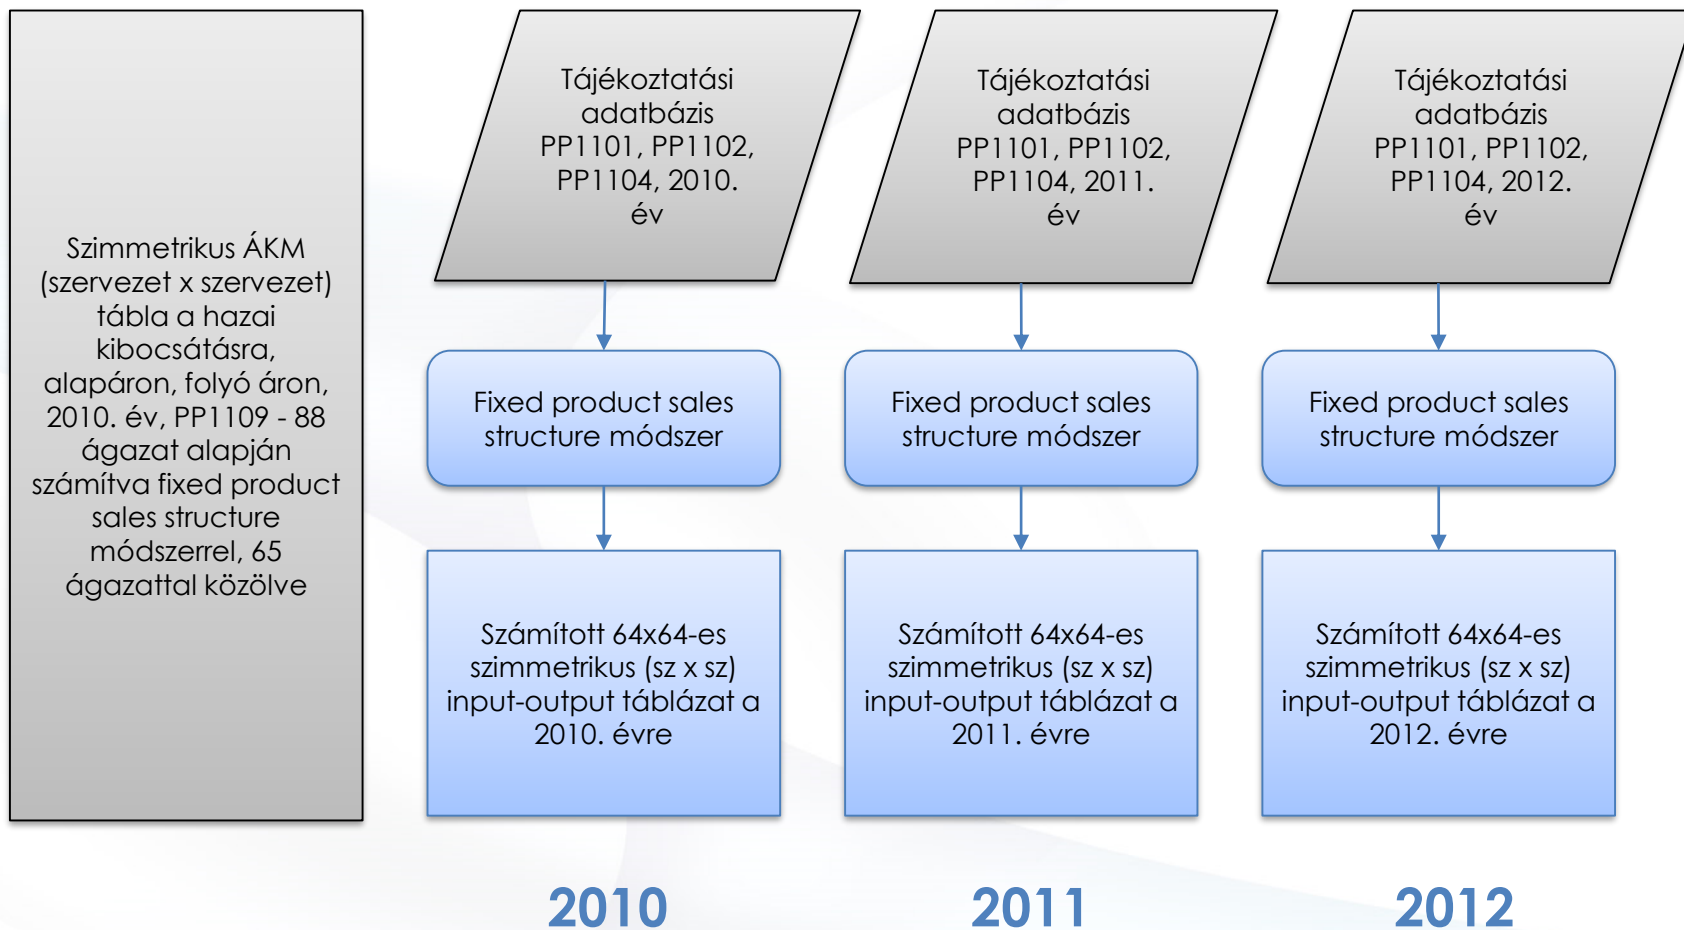 Szimmetrikus ÁKM
(szervezet x szervezet)
tábla a hazai
kibocsátásra,
alapáron, folyó áron,
2010. év, PP1109 - 88
ágazat alapján
számítva fixed product
sales structure
módszerrel, 65
ágazattal közölve
Tájékoztatási
adatbázis
PP1101, PP1102,
PP1104, 2010.
év
Fixed product sales
structure módszer
Számított 64x64-es
szimmetrikus (sz x sz)
input-output táblázat a
2010. évre
2010
Tájékoztatási
adatbázis
PP1101, PP1102,
PP1104, 2011.
év
Fixed product sales
structure módszer
Számított 64x64-es
szimmetrikus (sz x sz)
input-output táblázat a
2011. évre
2011
Tájékoztatási
adatbázis
PP1101, PP1102,
PP1104, 2012.
év
Fixed product sales
structure módszer
Számított 64x64-es
szimmetrikus (sz x sz)
input-output táblázat a
2012. évre
2012